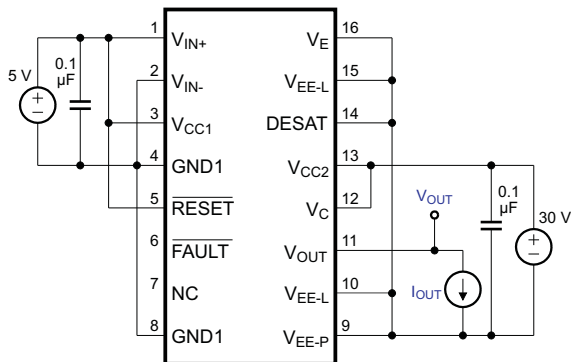 1 V_IN+ V_E 16
2 V_IN- V_EE-L 15
3 V_CC1 DESAT 14
4 GND1 V_CC2 13
5 RESET V_C 12
6 FAULT V_OUT 11
7 NC V_EE-L 10
8 GND1 V_EE-P 9
5 V
+
−
0.1
µF
V_OUT
I_OUT
0.1
µF
30 V
+
−